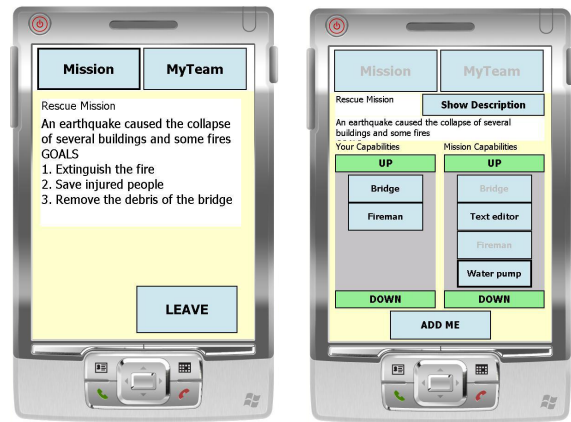 Mission MyTeam
Rescue Mission
An earthquake caused the collapse
of several buildings and some fires
GOALS
1. Extinguish the fire
2. Save injured people
3. Remove the debris of the bridge
LEAVE
Mission MyTeam
Rescue Mission Show Description
An earthquake caused the collapse of several
buildings and some fires
Your Capabilities Mission Capabilities
UP UP
Bridge Bridge
Fireman Text editor
Fireman
Water pump
DOWN DOWN
ADD ME